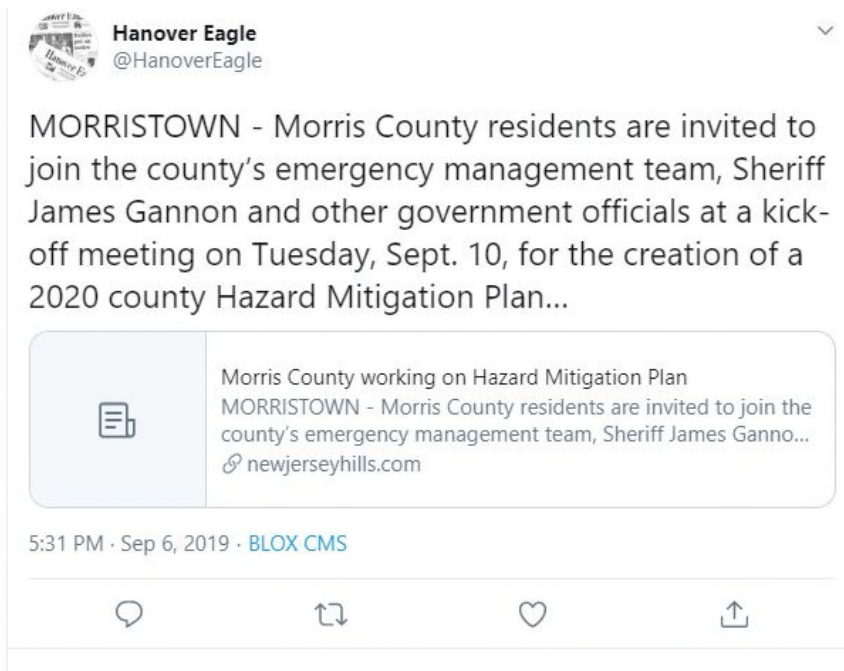 Hanover Eagle
@HanoverEagle
MORRISTOWN - Morris County residents are invited to
join the county's emergency management team, Sheriff
James Gannon and other government officials at a kick-
off meeting on Tuesday, Sept. 10, for the creation of a
2020 county Hazard Mitigation Plan...
Morris County working on Hazard Mitigation Plan
MORRISTOWN - Morris County residents are invited to join the
county's emergency management team, Sheriff James Ganno...
newjerseyhills.com
5:31 PM · Sep 6, 2019 · BLOX CMS